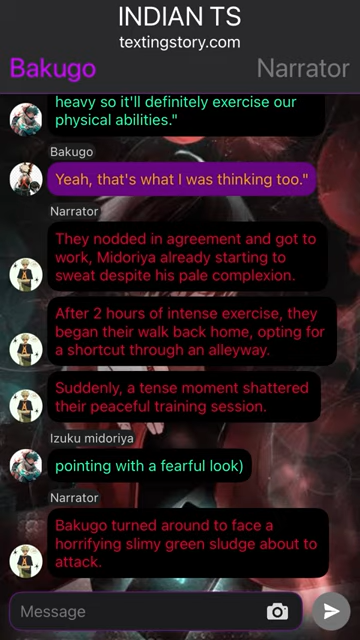 INDIAN TS
textingstory.com
Bakugo
Narrator
heavy so it'll definitely exercise our
physical abilities."
Bakugo
Yeah, that's what I was thinking too."
Narrator
They nodded in agreement and got to
work, Midoriya already starting to
sweat despite his pale complexion.
After 2 hours of intense exercise, they
began their walk back home, opting for
a shortcut through an alleyway.
Suddenly, a tense moment shattered
their peaceful training session.
Izuku midoriya
pointing with a fearful look)
Narrator
Bakugo turned around to face a
horrifying slimy green sludge about to
attack.
Message